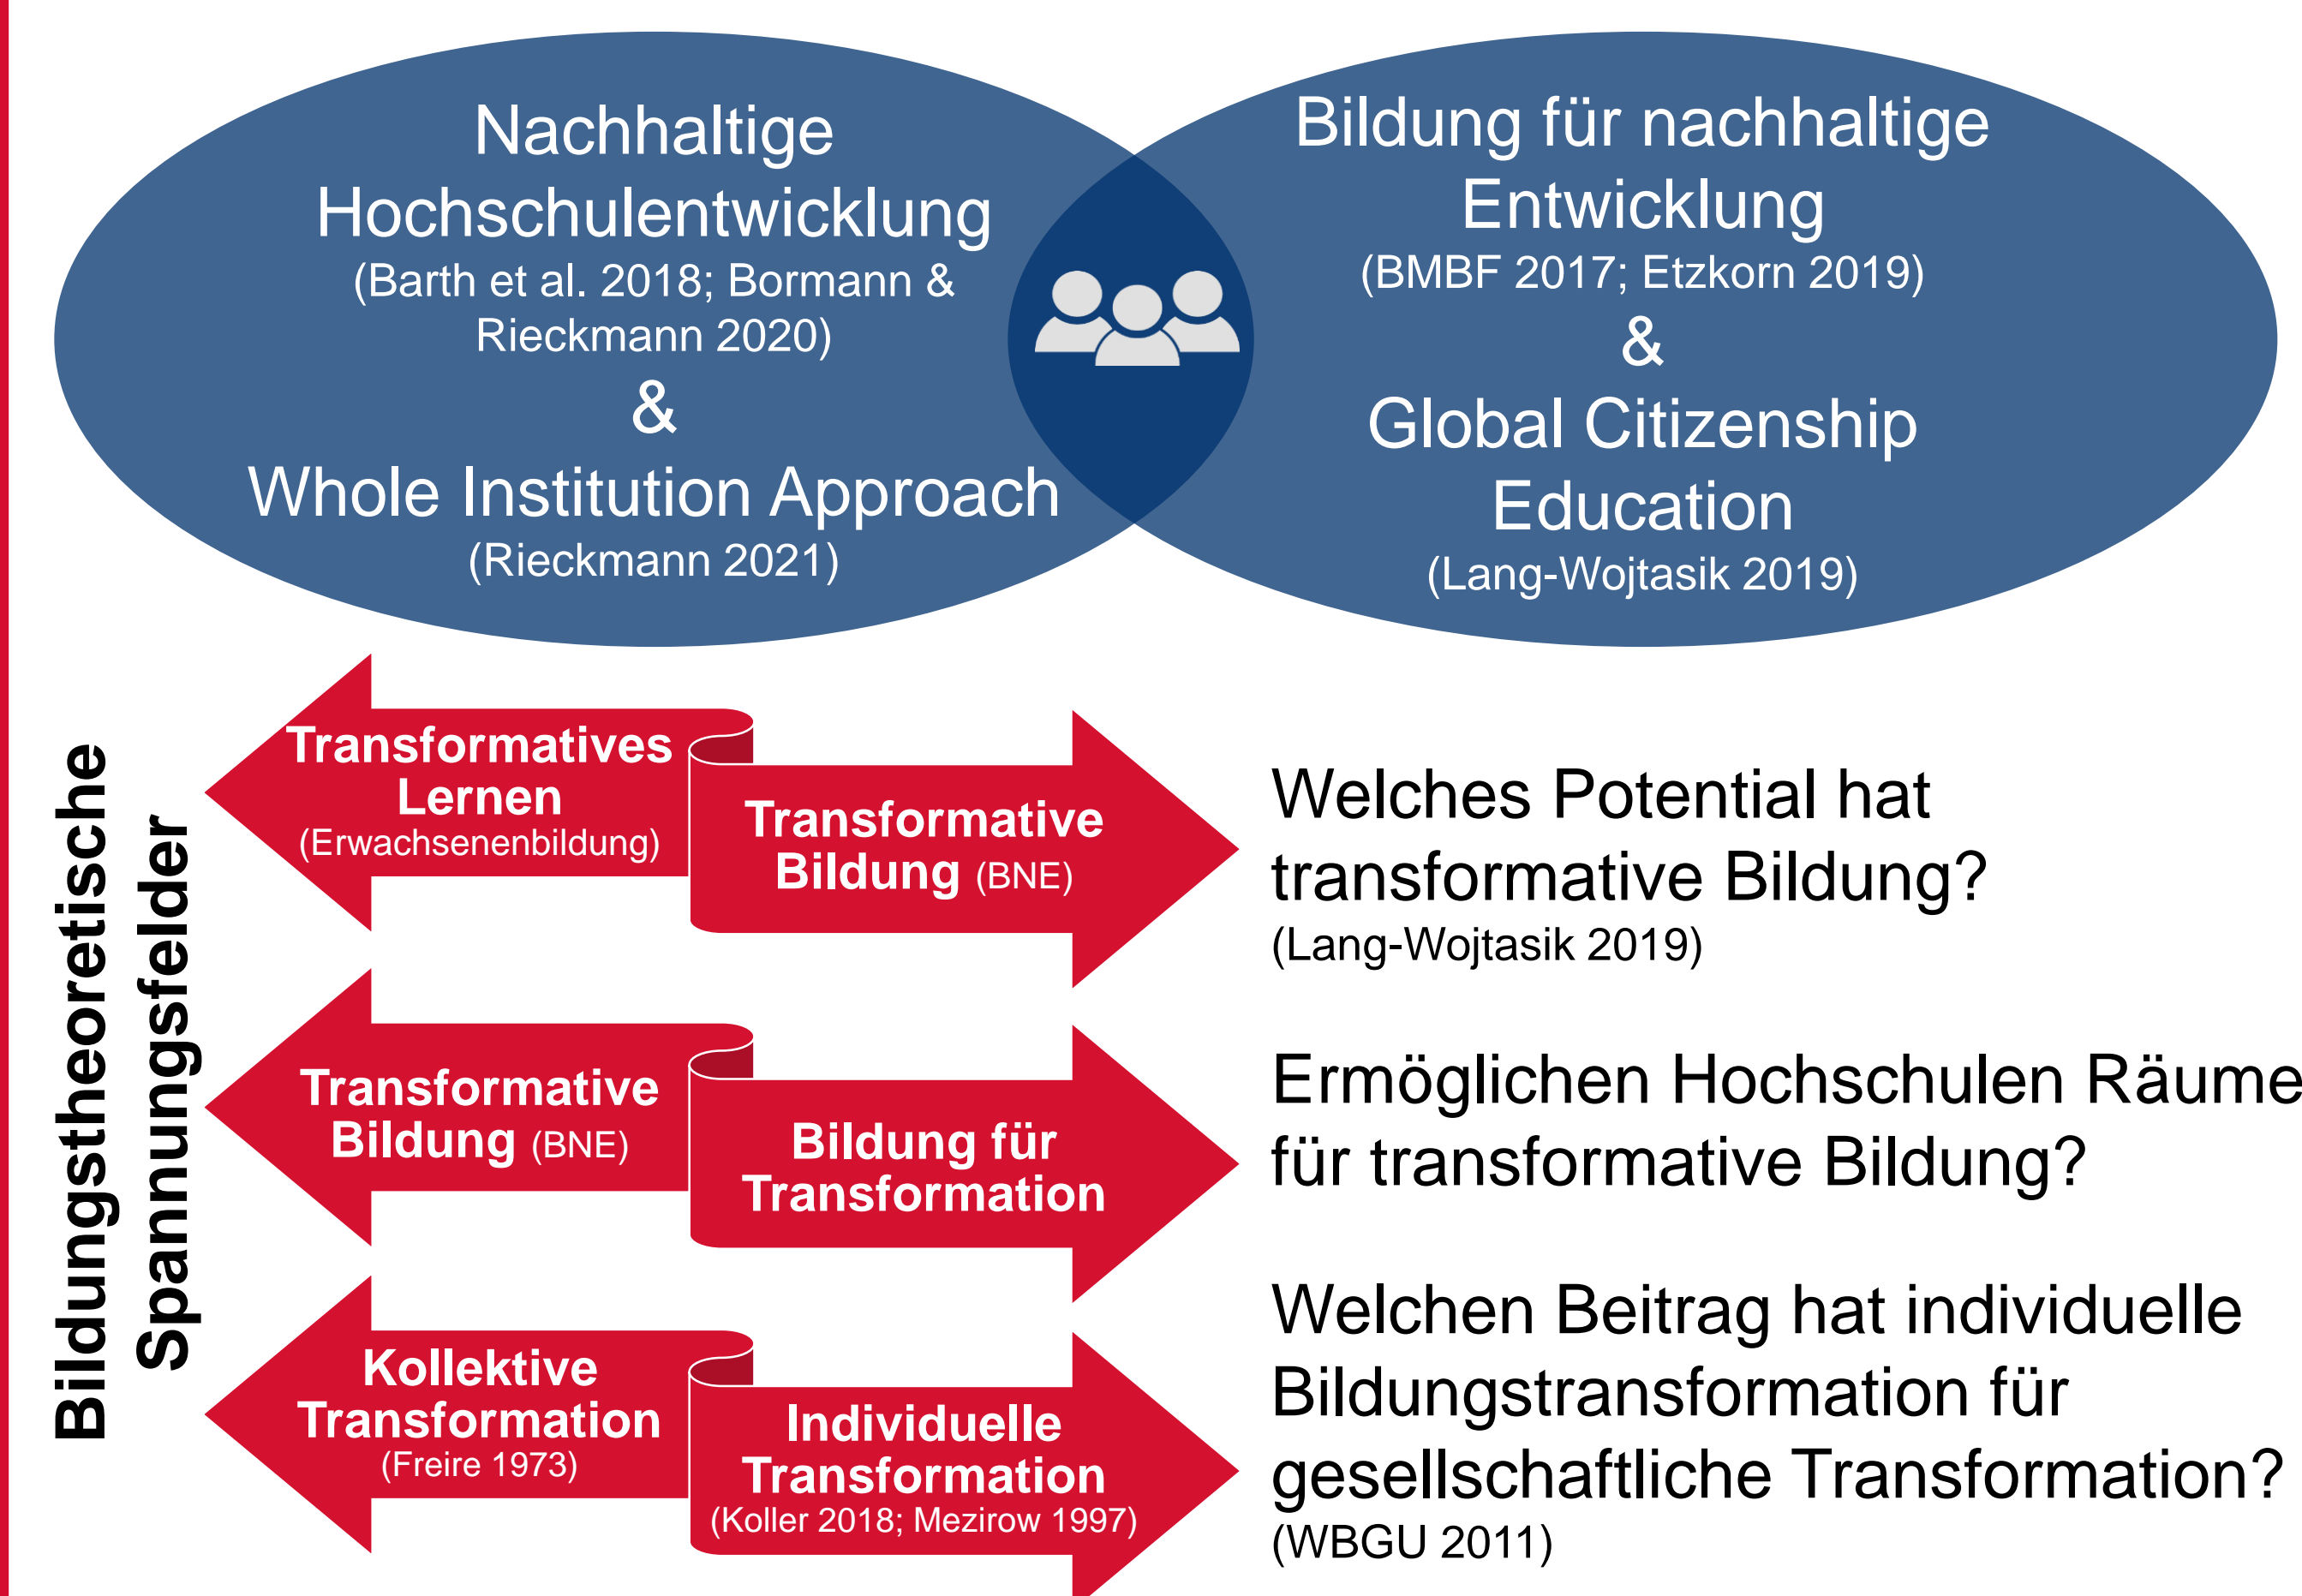 Nachhaltige
Hochschulentwicklung
(Barth et al. 2018; Bormann &
Rieckmann 2020)
&
Whole Institution Approach
(Rieckmann 2021)
Bildung für nachhaltige
Entwicklung
(BMBF 2017; Etzkorn 2019)
&
Global Citizenship
Education
(Lang-Wojtasik 2019)
Bildungstheoretische
Spannungsfelder
Transformatives
Lernen
(Erwachsenenbildung)
Transformative
Bildung (BNE)
Welches Potential hat
transformative Bildung?
(Lang-Wojtasik 2019)
Transformative
Bildung (BNE)
Bildung für
Transformation
Ermöglichen Hochschulen Räume
für transformative Bildung?
Kollektive
Transformation
(Freire 1973)
Individuelle
Transformation
(Koller 2018; Mezirow 1997)
Welchen Beitrag hat individuelle
Bildungstransformation für
gesellschaftliche Transformation?
(WBGU 2011)